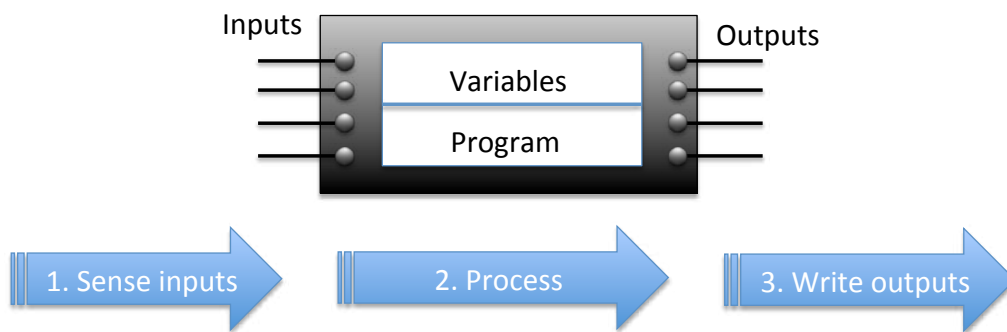 Inputs
Outputs
Variables
Program
1. Sense inputs
2. Process
3. Write outputs